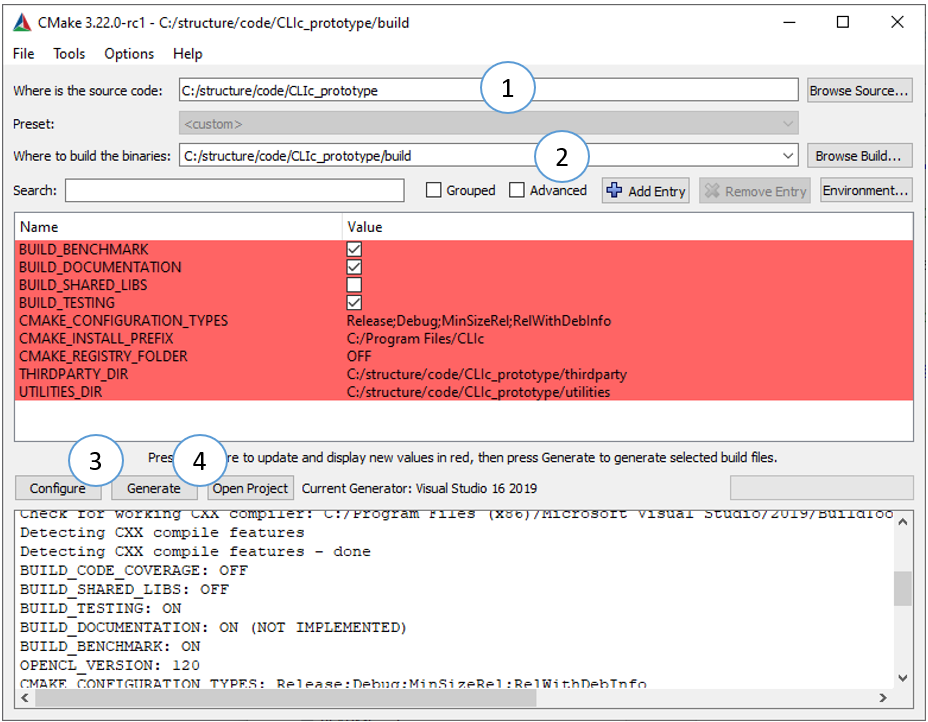 CMake 3.22.0-rc1 - C:/structure/code/CLIc_prototype/build
File Tools Options Help
Where is the source code: C:/structure/code/CLIc_prototype 1 Browse Source...
Preset: <custom>
Where to build the binaries: C:/structure/code/CLIc_prototype/build 2 Browse Build...
Search: Grouped Advanced Add Entry Remove Entry Environment...
Name Value
BUILD_BENCHMARK
BUILD_DOCUMENTATION
BUILD_SHARED_LIBS
BUILD_TESTING
CMAKE_CONFIGURATION_TYPES Release;Debug;MinSizeRel;RelWithDebInfo
CMAKE_INSTALL_PREFIX C:/Program Files/CLIc
CMAKE_REGISTRY_FOLDER OFF
THIRDPARTY_DIR C:/structure/code/CLIc_prototype/thirdparty
UTILITIES_DIR C:/structure/code/CLIc_prototype/utilities
3 4
to update and display new values in red, then press Generate to generate selected build files.
Configure Generate Open Project Current Generator: Visual Studio 16 2019
Check for working CXX compiler: C:/Program Files (x86)/Microsoft Visual Studio/2019/BuildToo
Detecting CXX compile features
Detecting CXX compile features - done
BUILD_CODE_COVERAGE: OFF
BUILD_SHARED_LIBS: OFF
BUILD_TESTING: ON
BUILD_DOCUMENTATION: ON (NOT IMPLEMENTED)
BUILD_BENCHMARK: ON
OPENCL_VERSION: 120
CMAKE_CONFIGURATION_TYPES: Release;Debug;MinSizeRel;RelWithDebInfo